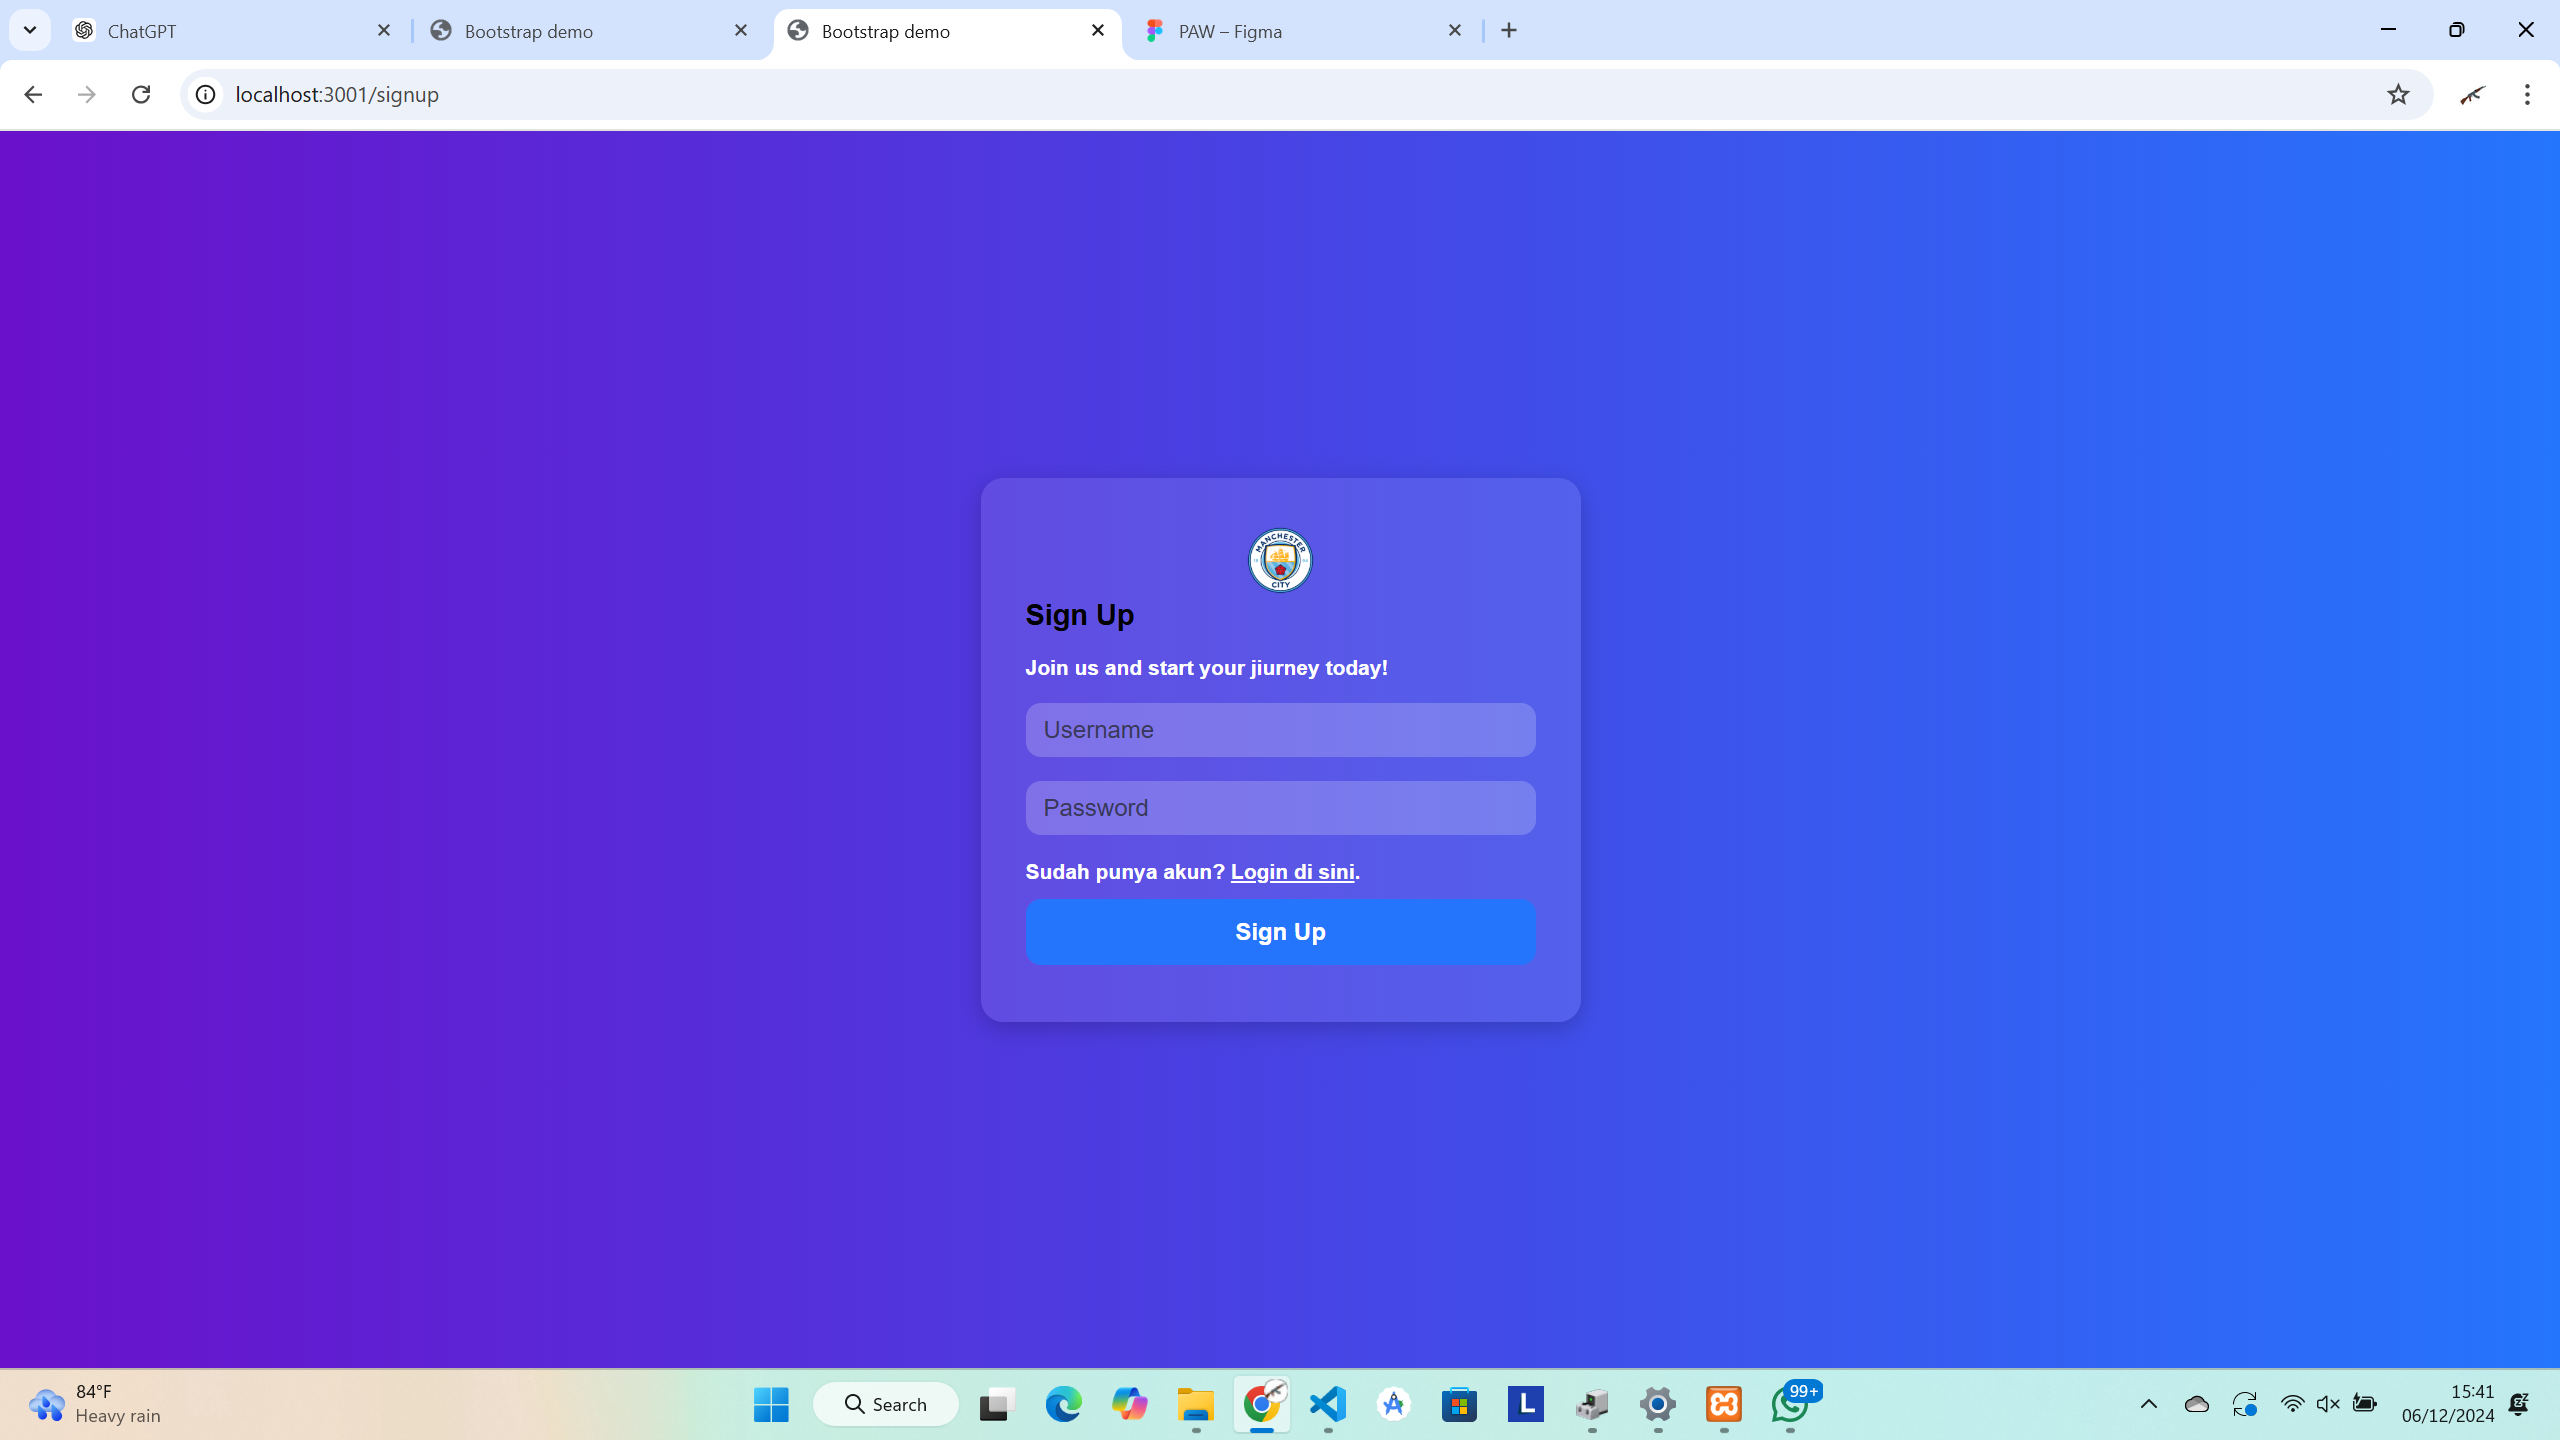 ChatGPT
Bootstrap demo
Bootstrap demo
PAW – Figma
localhost:3001/signup
MANCHESTER
CITY
Sign Up
Join us and start your jiurney today!
Username
Password
Sudah punya akun? Login di sini.
Sign Up
84°F
Heavy rain
Search
L
99+
15:41
06/12/2024